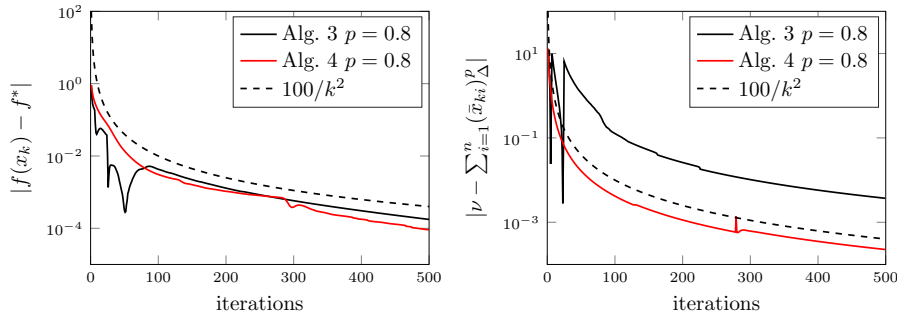 |f(x_k) − f*|
10^2
10^0
10^−2
10^−4
0
100
200
300
400
500
iterations
Alg. 3 p = 0.8
Alg. 4 p = 0.8
100/k^2
|ν − ∑_{i=1}^n (x̄_{ki})_Δ^p|
10^1
10^−1
10^−3
0
100
200
300
400
500
iterations
Alg. 3 p = 0.8
Alg. 4 p = 0.8
100/k^2